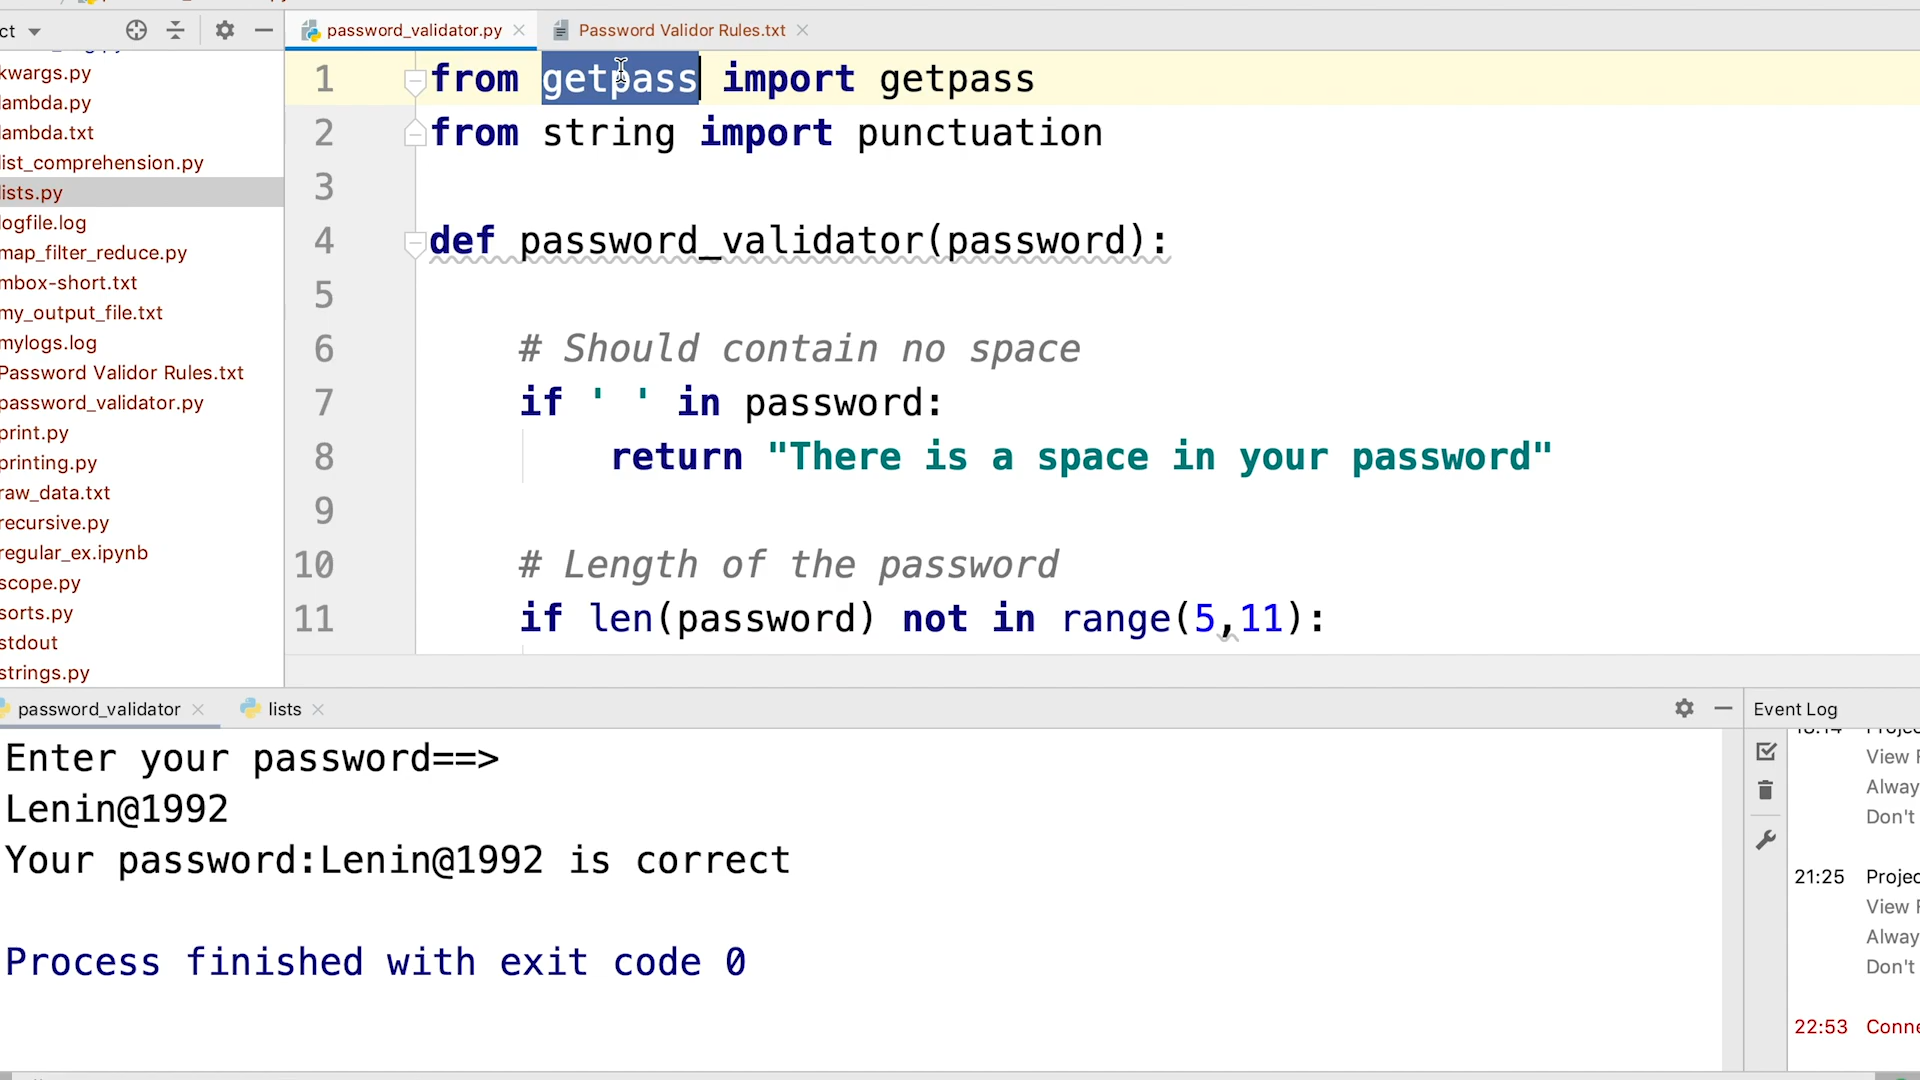 ct
password_validator.py
Password Validor Rules.txt
kwargs.py
lambda.py
lambda.txt
list_comprehension.py
lists.py
logfile.log
map_filter_reduce.py
mbox-short.txt
my_output_file.txt
mylogs.log
Password Validor Rules.txt
password_validator.py
print.py
printing.py
raw_data.txt
recursive.py
regular_ex.ipynb
scope.py
sorts.py
stdout
strings.py
1 from getpass import getpass
2 from string import punctuation
3
4 def password_validator(password):
5
6 # Should contain no space
7 if ' ' in password:
8 return "There is a space in your password"
9
10 # Length of the password
11 if len(password) not in range(5,11):
password_validator
lists
Enter your password==>
Lenin@1992
Your password:Lenin@1992 is correct
Process finished with exit code 0
Event Log
View F
Alway
Don't
21:25 Projec
View F
Alway
Don't
22:53 Conne